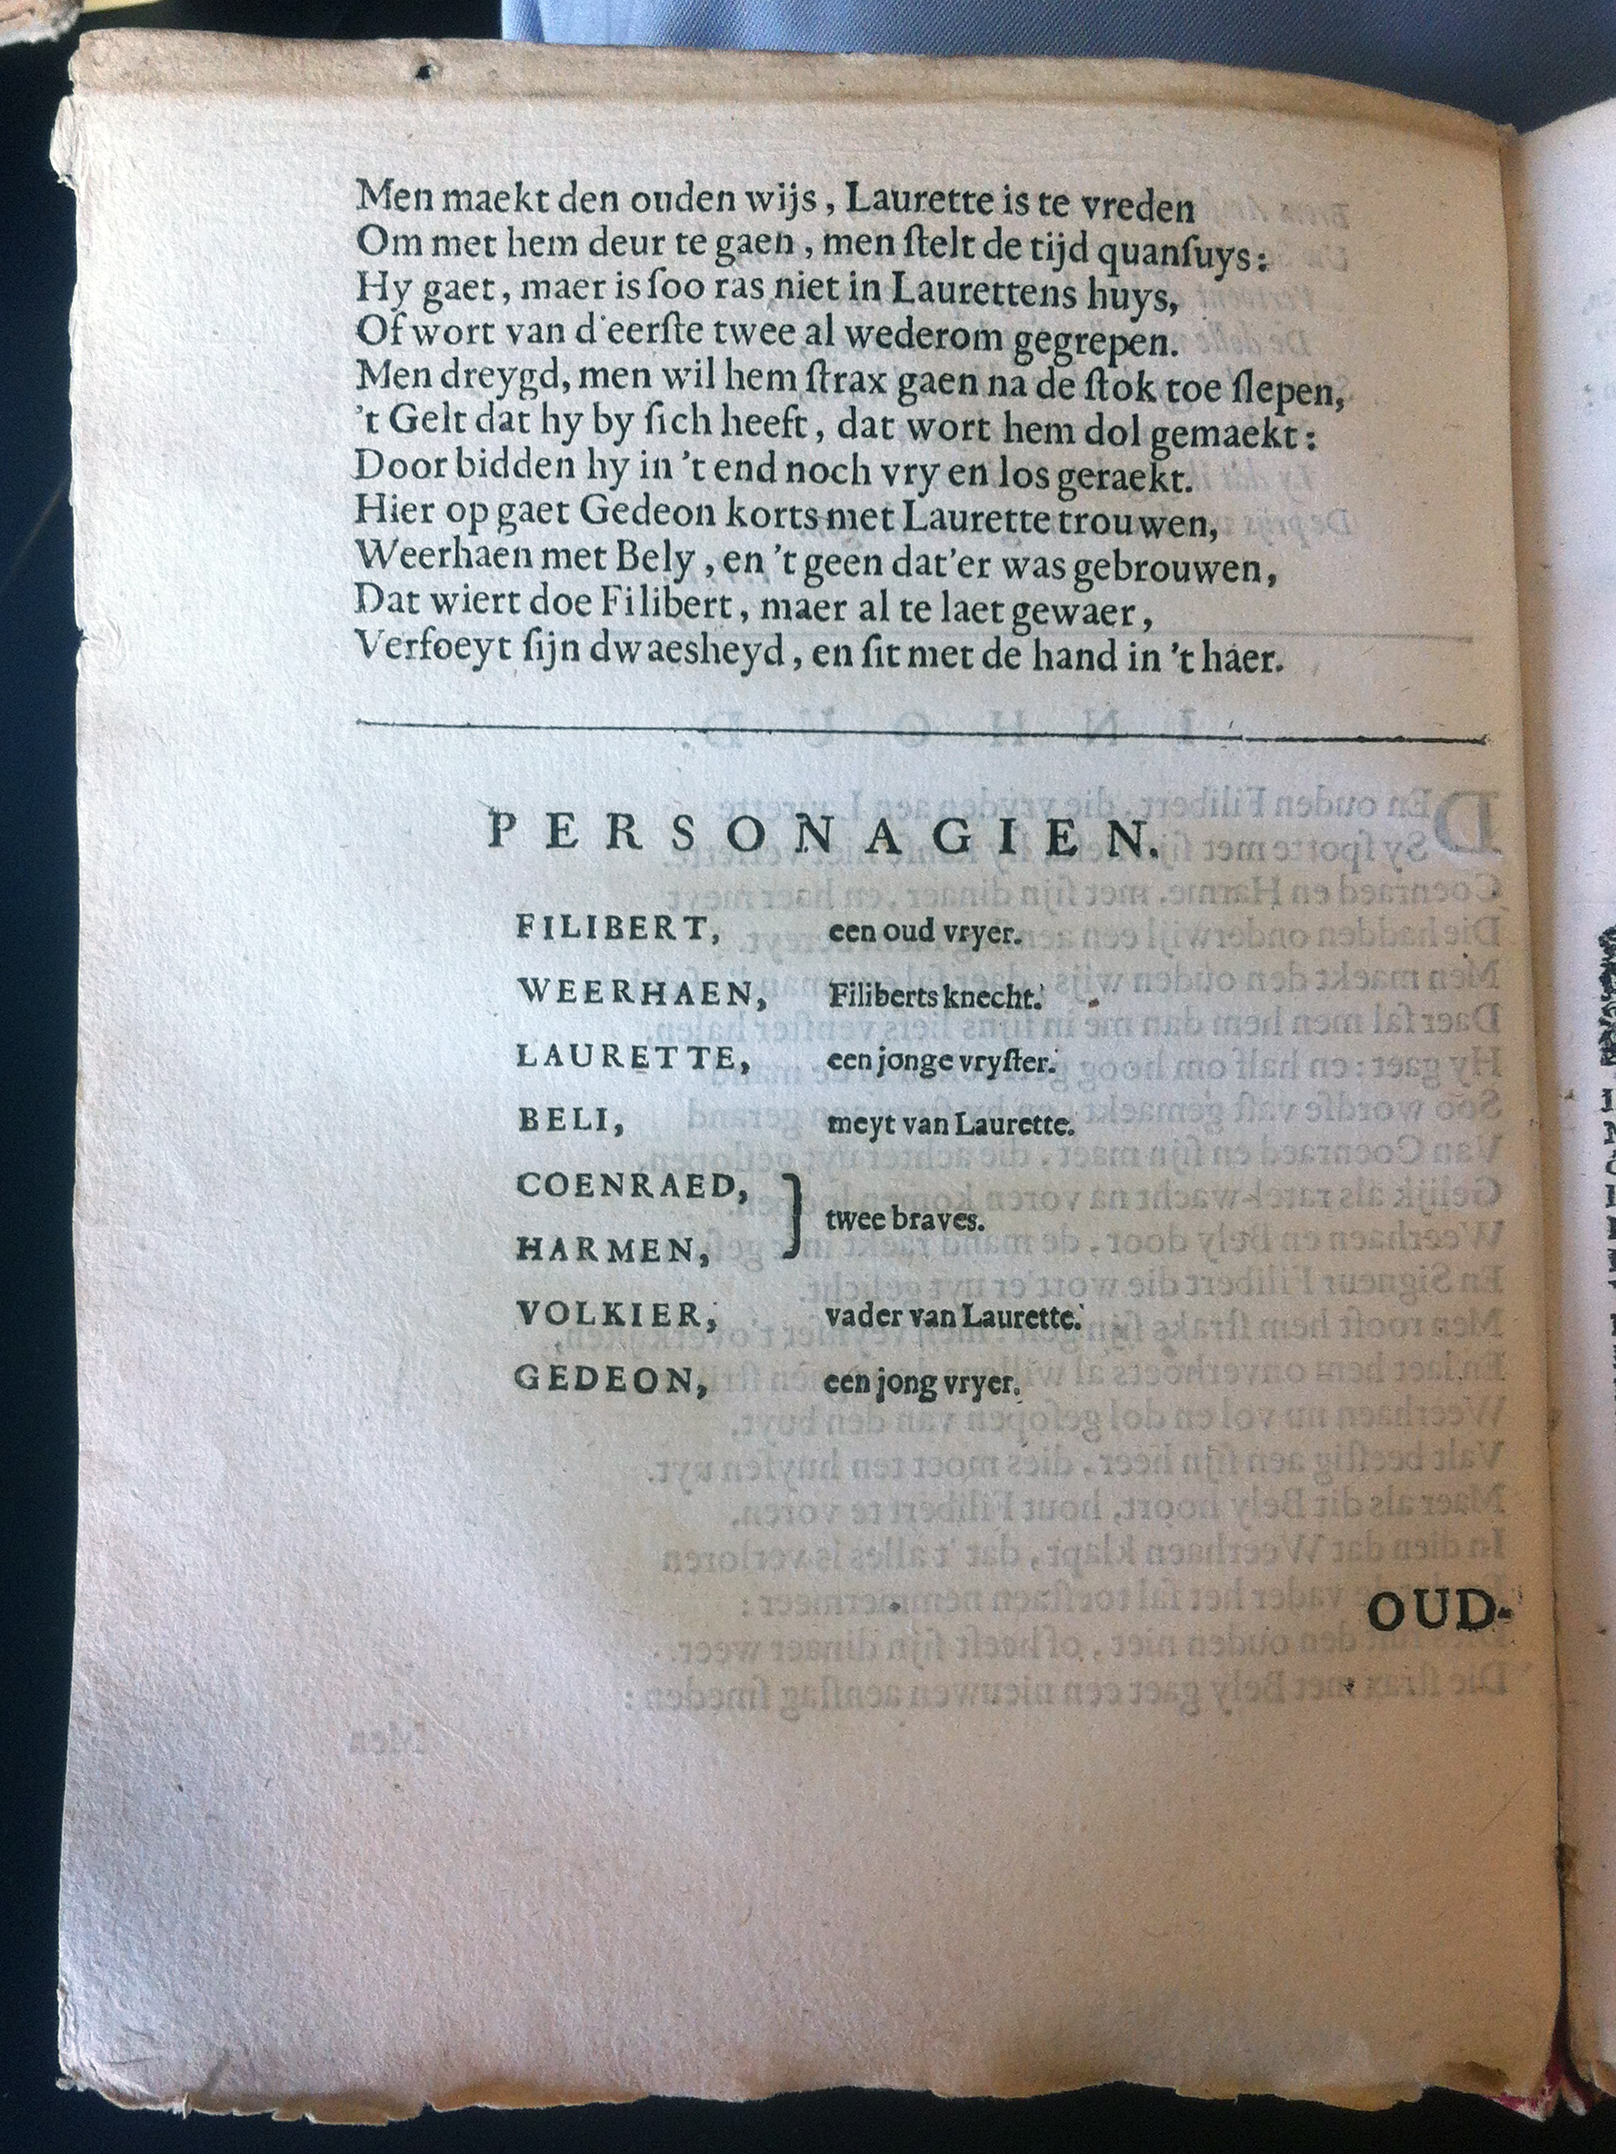 Men maekt den ouden wijs, Laurette is te vreden
Om met hem deur te gaen, men ſtelt de tijd quanſuys:
Hy gaet, maer is ſoo ras niet in Laurettens huys,
Of wort van d'eerſte twee al wederom gegrepen.
Men dreygd, men wil hem ſtrax gaen na de ſtok toe ſlepen,
't Gelt dat hy by ſich heeft, dat wort hem dol gemaekt:
Door bidden hy in 't end noch vry en los geraekt.
Hier op gaet Gedeon korts met Laurette trouwen,
Weerhaen met Bely, en 't geen dat'er was gebrouwen,
Dat wiert doe Filibert, maer al te laet gewaer,
Verfoeyt ſijn dwaesheyd, en ſit met de hand in 't haer.
PERSONAGIEN.
FILIBERT, een oud vryer.
WEERHAEN, Filiberts knecht.
LAURETTE, een jonge vryſter.
BELI, meyt van Laurette.
COENRAED,
twee braves.
HARMEN,
VOLKIER, vader van Laurette.
GEDEON, een jong vryer.
OUD-